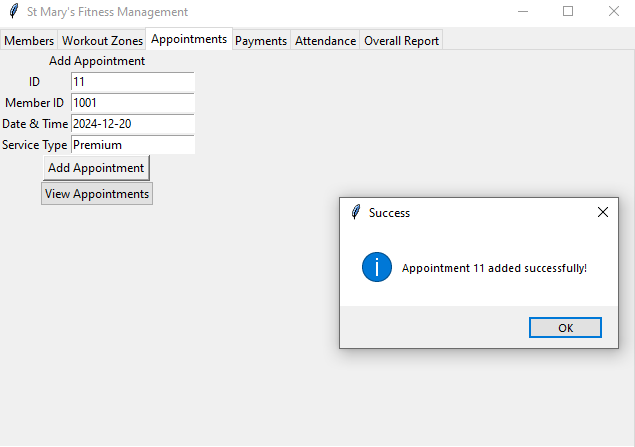 St Mary's Fitness Management
Members Workout Zones Appointments Payments Attendance Overall Report
Add Appointment
ID 11
Member ID 1001
Date & Time 2024-12-20
Service Type Premium
Add Appointment
View Appointments
Success
Appointment 11 added successfully!
OK